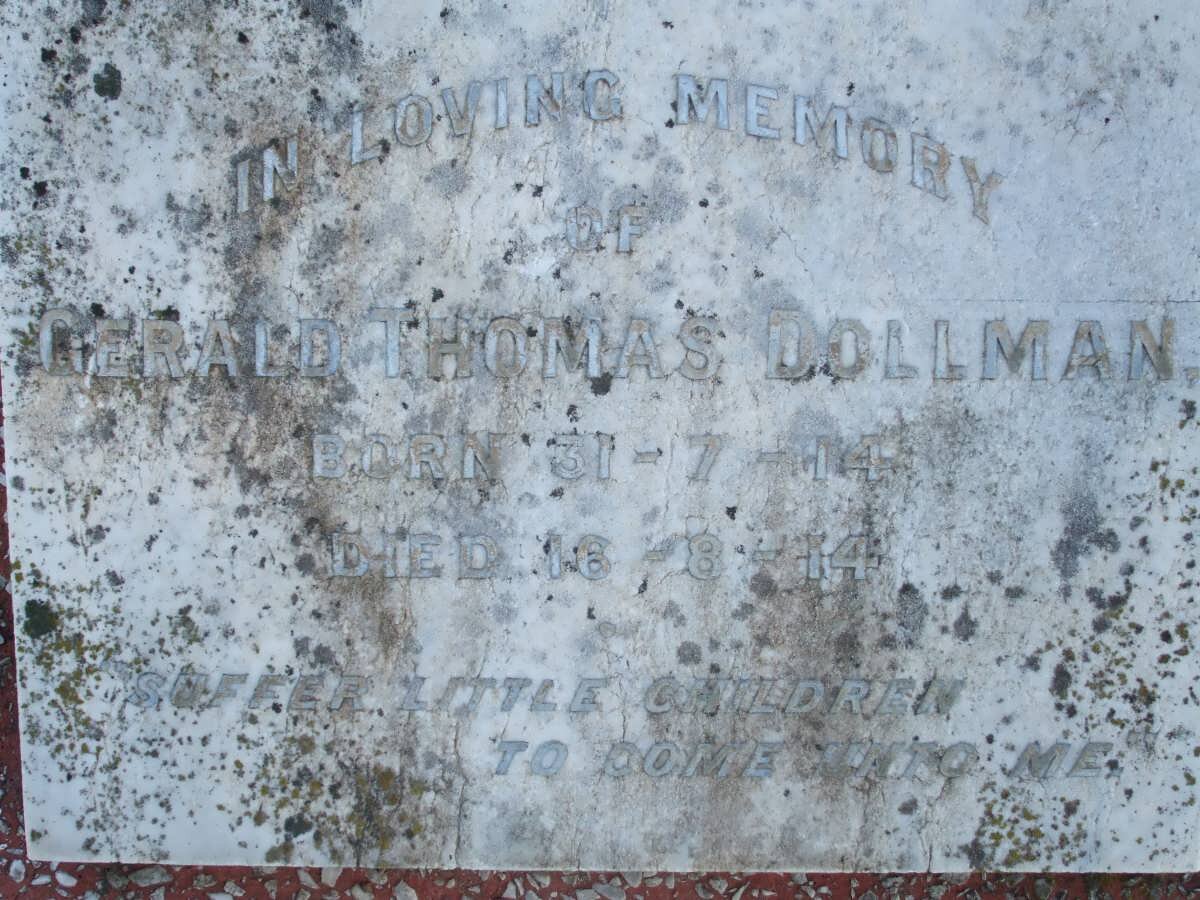 IN LOVING MEMORY
OF
GERALD THOMAS DOLLMAN.
BORN 31-7-14
DIED 16-8-14
"SUFFER LITTLE CHILDREN
TO COME UNTO ME."